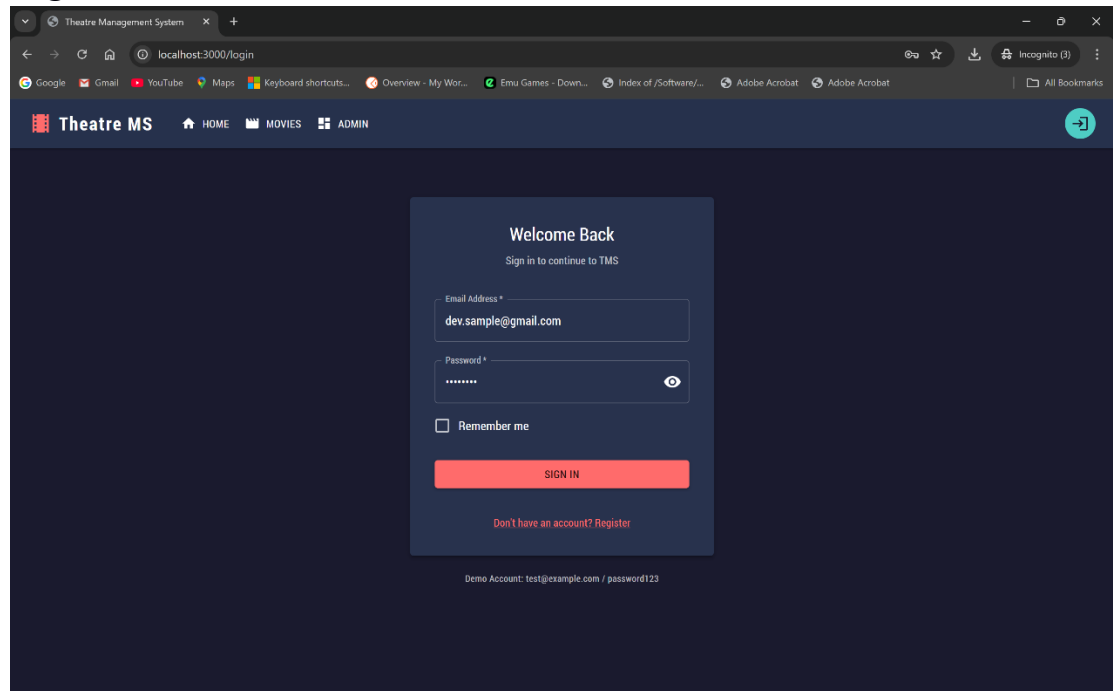 Theatre Management System
localhost:3000/login
Incognito (3)
Google Gmail YouTube Maps Keyboard shortcuts... Overview - My Wor... Emu Games - Down... Index of /Software/... Adobe Acrobat Adobe Acrobat All Bookmarks
Theatre MS HOME MOVIES ADMIN
Welcome Back
Sign in to continue to TMS
Email Address *
dev.sample@gmail.com
Password *
••••••••
Remember me
SIGN IN
Don't have an account? Register
Demo Account: test@example.com / password123